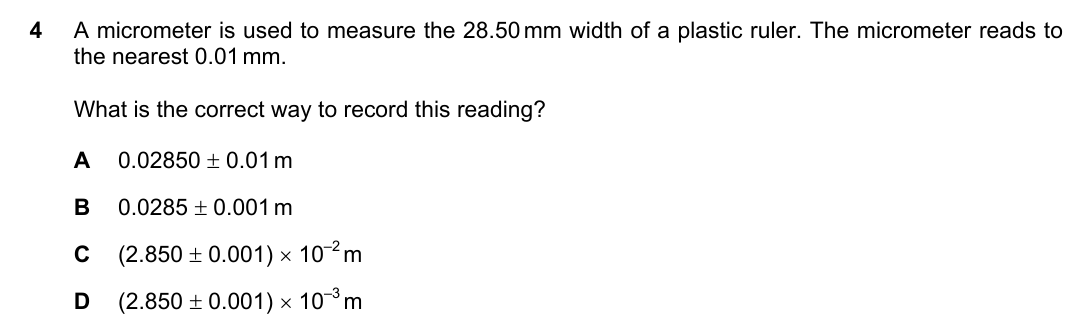 4 A micrometer is used to measure the 28.50 mm width of a plastic ruler. The micrometer reads to
the nearest 0.01 mm.
What is the correct way to record this reading?
A 0.02850 ± 0.01 m
B 0.0285 ± 0.001 m
C (2.850 ± 0.001) × 10⁻² m
D (2.850 ± 0.001) × 10⁻³ m